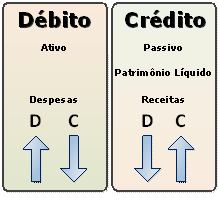 Débito
Ativo
Despesas
D C
Crédito
Passivo
Patrimônio Líquido
Receitas
D C